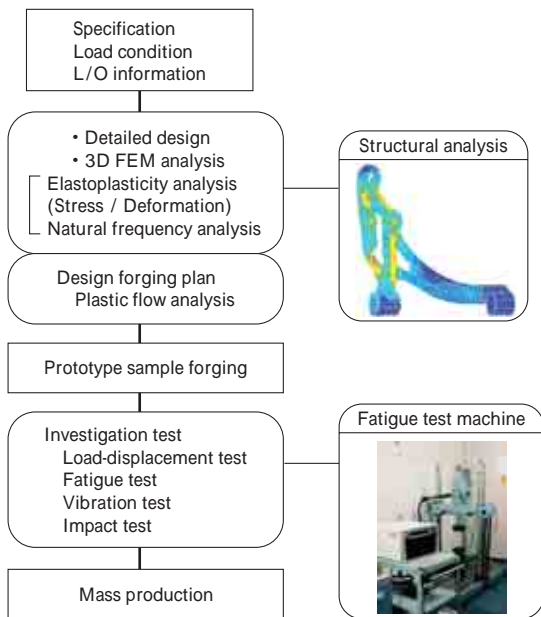 Specification
Load condition
L/O information
・Detailed design
・3D FEM analysis
Elastoplasticity analysis
(Stress / Deformation)
Natural frequency analysis
Structural analysis
Design forging plan
Plastic flow analysis
Prototype sample forging
Investigation test
Load-displacement test
Fatigue test
Vibration test
Impact test
Fatigue test machine
Mass production